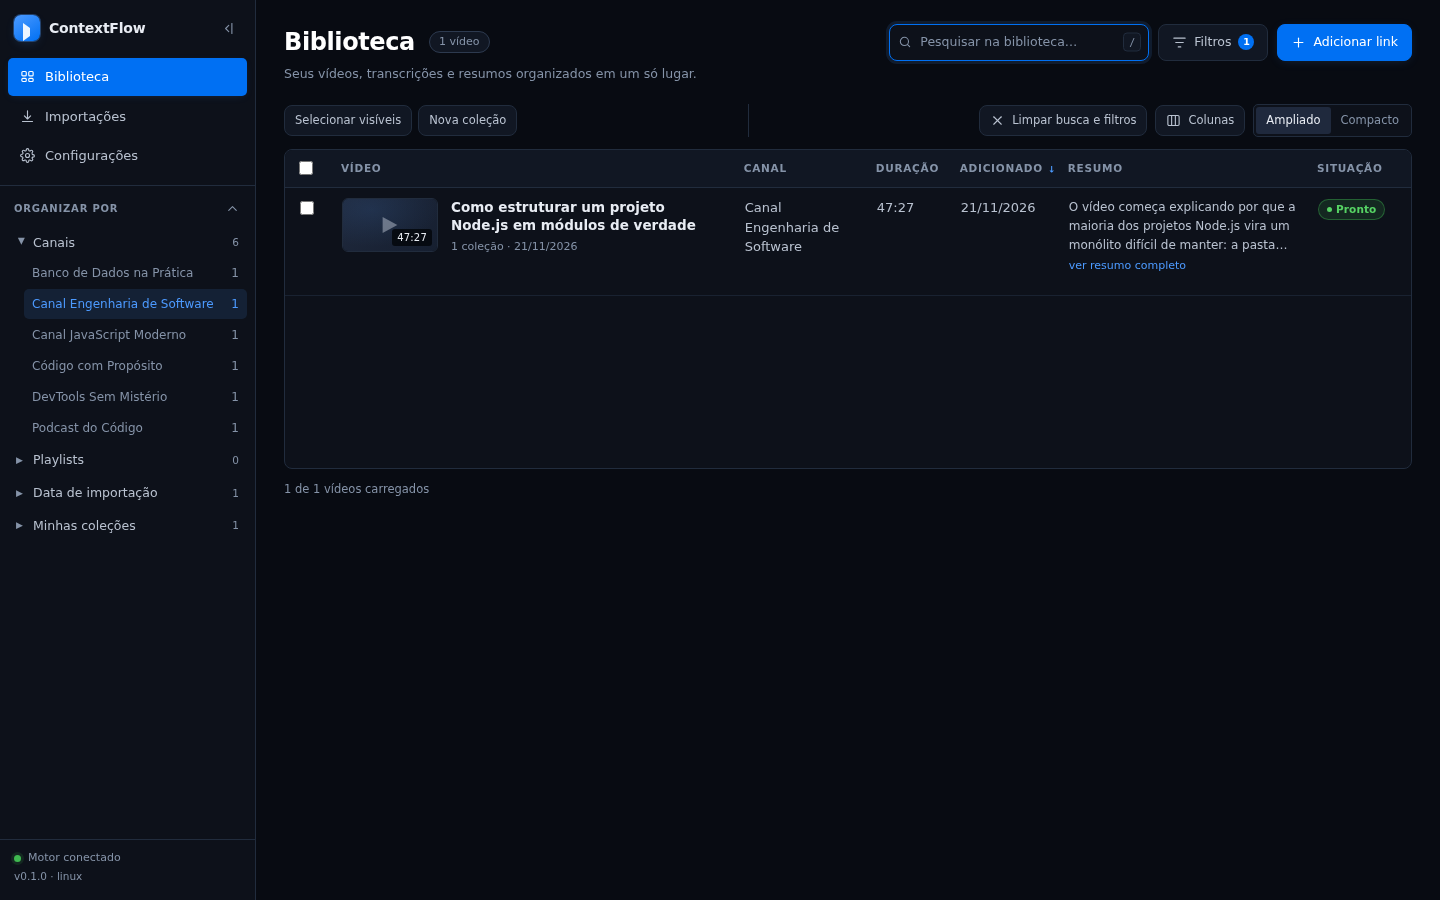 ContextFlow
Biblioteca
Importações
Configurações
ORGANIZAR POR
Canais 6
Banco de Dados na Prática 1
Canal Engenharia de Software 1
Canal JavaScript Moderno 1
Código com Propósito 1
DevTools Sem Mistério 1
Podcast do Código 1
Playlists 0
Data de importação 1
Minhas coleções 1
Motor conectado
v0.1.0 · linux
Biblioteca 1 vídeo
Seus vídeos, transcrições e resumos organizados em um só lugar.
Pesquisar na biblioteca... /
Filtros 1
Adicionar link
Selecionar visíveis
Nova coleção
Limpar busca e filtros
Colunas
Ampliado
Compacto
VÍDEO CANAL DURAÇÃO ADICIONADO ↓ RESUMO SITUAÇÃO
47:27
Como estruturar um projeto
Node.js em módulos de verdade
1 coleção · 21/11/2026
Canal
Engenharia de
Software
47:27
21/11/2026
O vídeo começa explicando por que a
maioria dos projetos Node.js vira um
monólito difícil de manter: a pasta…
ver resumo completo
Pronto
1 de 1 vídeos carregados